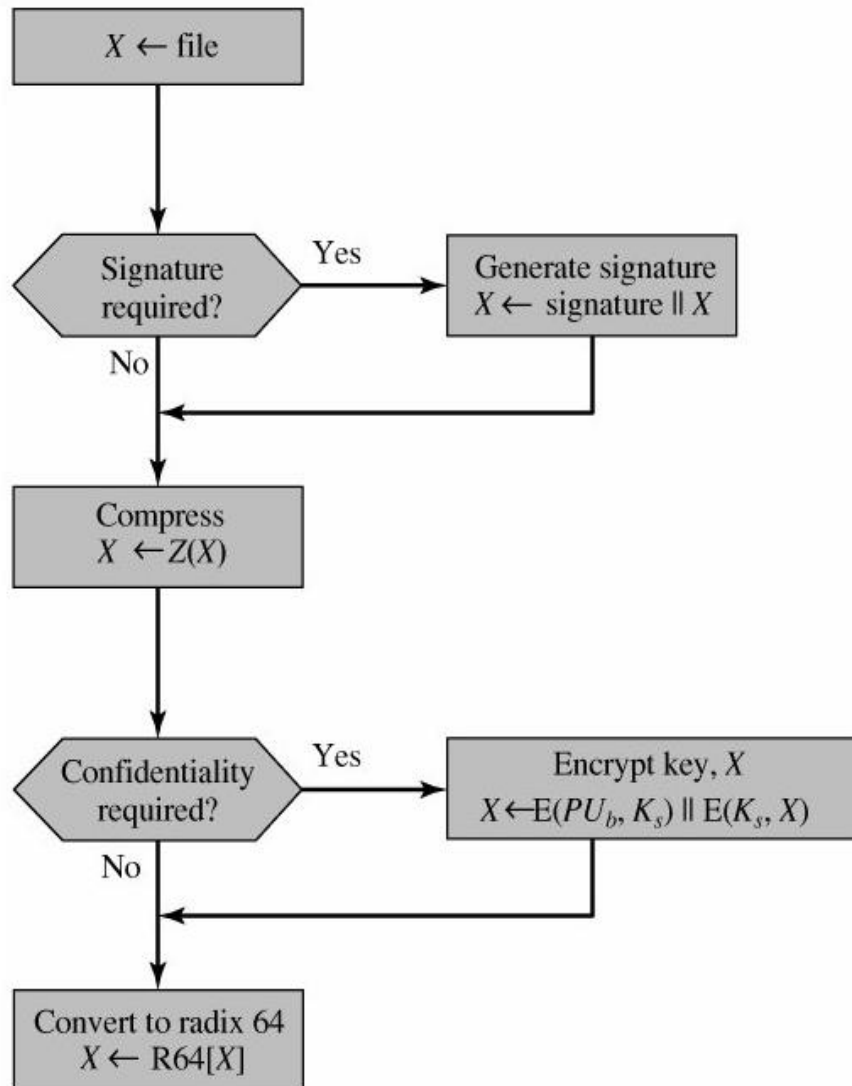 X ← file
Signature
required?
Yes
Generate signature
X ← signature || X
No
Compress
X ← Z(X)
Confidentiality
required?
Yes
Encrypt key, X
X ← E(PU_b, K_s) || E(K_s, X)
No
Convert to radix 64
X ← R64[X]